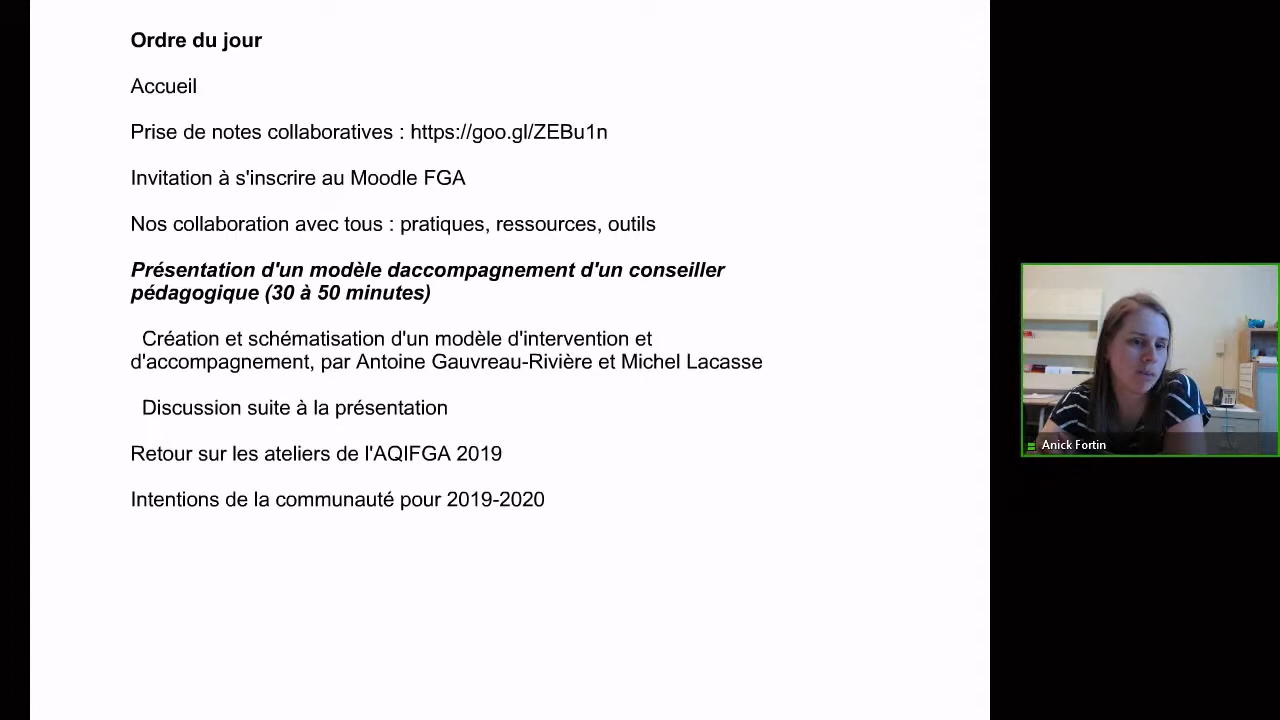 Ordre du jour
Accueil
Prise de notes collaboratives : https://goo.gl/ZEBu1n
Invitation à s'inscrire au Moodle FGA
Nos collaboration avec tous : pratiques, ressources, outils
Présentation d'un modèle daccompagnement d'un conseiller
pédagogique (30 à 50 minutes)
Création et schématisation d'un modèle d'intervention et
d'accompagnement, par Antoine Gauvreau-Rivière et Michel Lacasse
Discussion suite à la présentation
Retour sur les ateliers de l'AQIFGA 2019
Intentions de la communauté pour 2019-2020
Anick Fortin